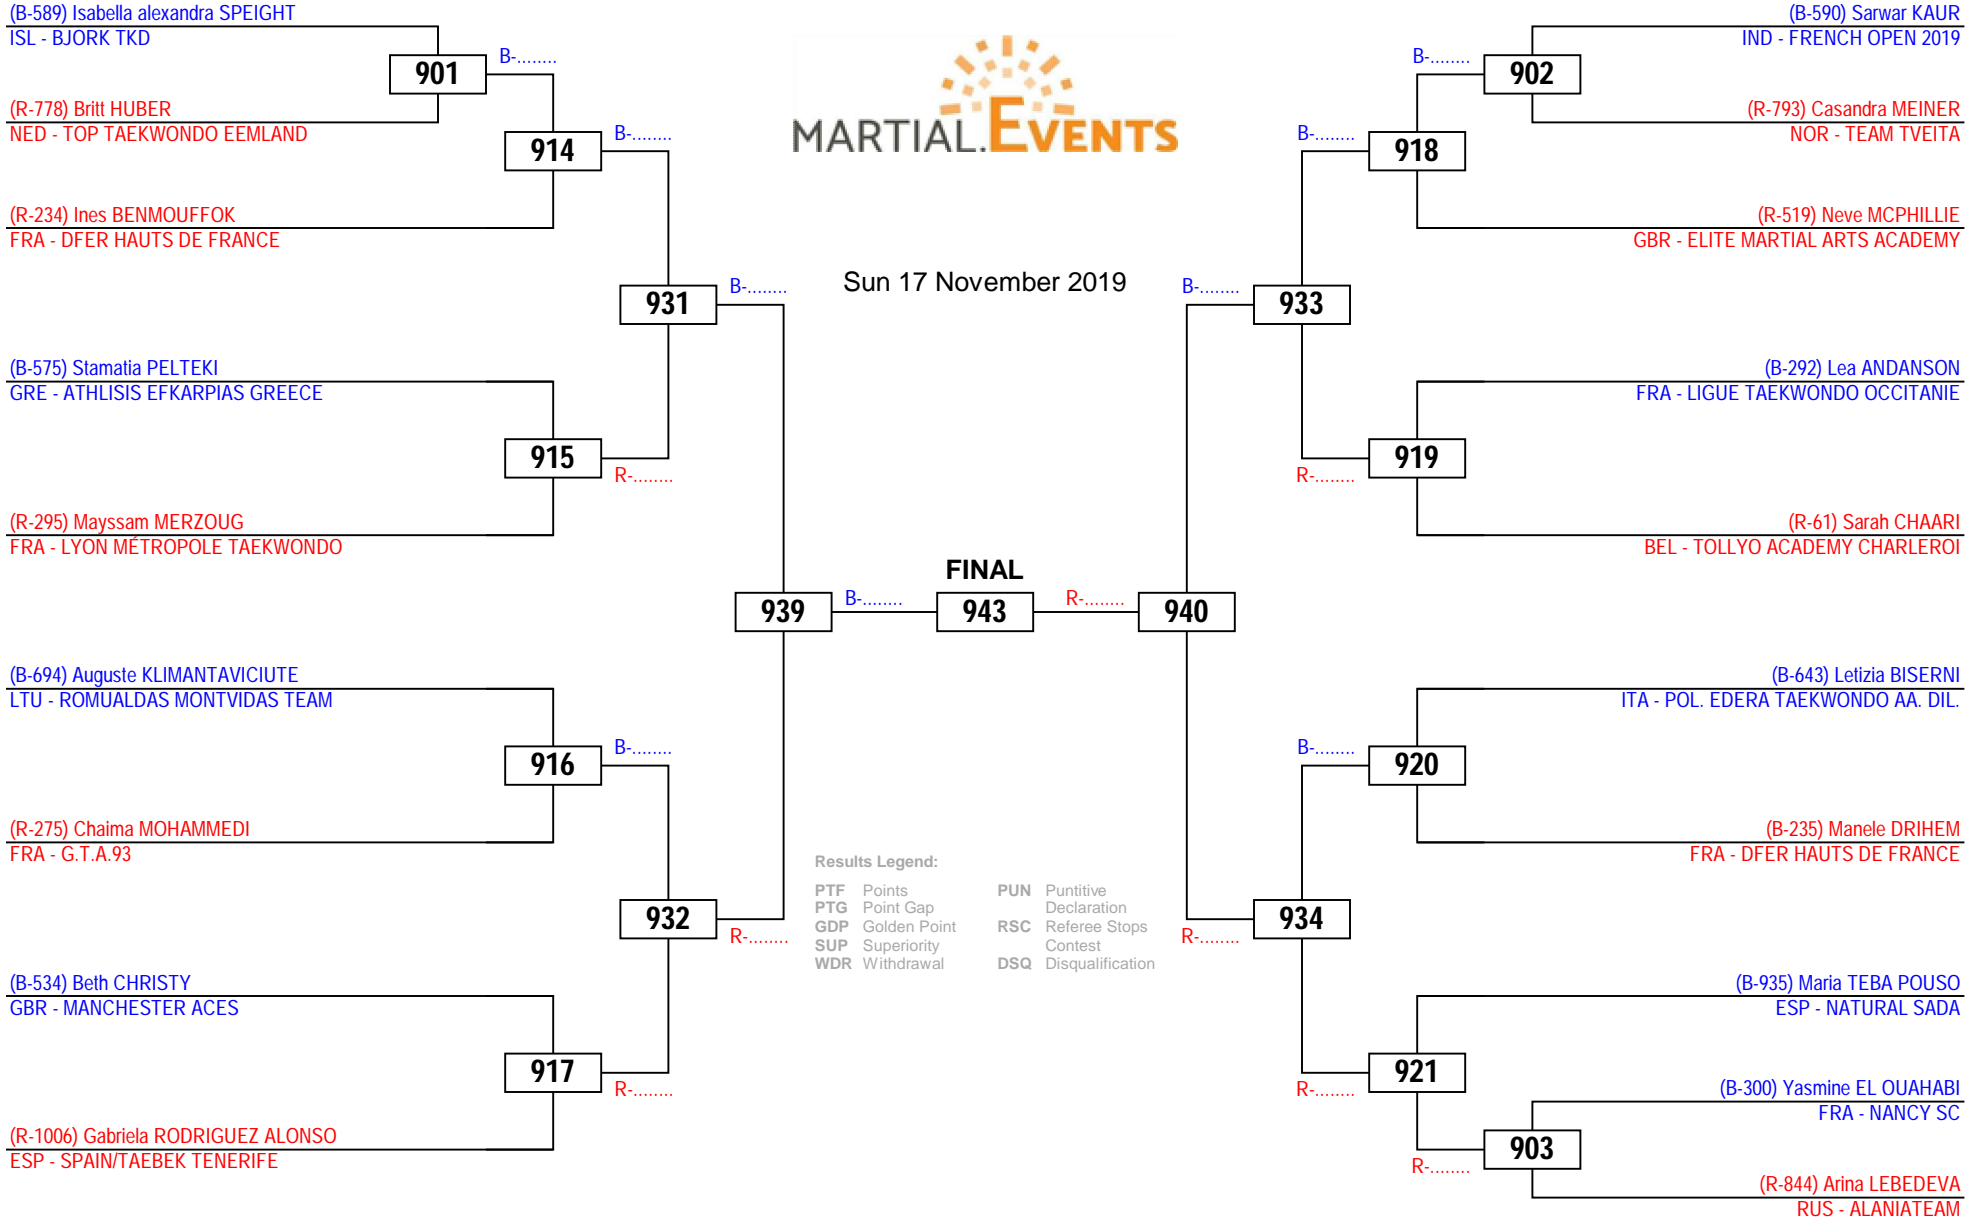 (B-589) Isabella alexandra SPEIGHT
ISL - BJORK TKD
901
B-........
(R-778) Britt HUBER
NED - TOP TAEKWONDO EEMLAND
914
B-........
(R-234) Ines BENMOUFFOK
FRA - DFER HAUTS DE FRANCE
931
B-........
(B-575) Stamatia PELTEKI
GRE - ATHLISIS EFKARPIAS GREECE
915
R-........
(R-295) Mayssam MERZOUG
FRA - LYON MÉTROPOLE TAEKWONDO
939
B-........
(B-694) Auguste KLIMANTAVICIUTE
LTU - ROMUALDAS MONTVIDAS TEAM
916
B-........
(R-275) Chaima MOHAMMEDI
FRA - G.T.A.93
932
R-........
(B-534) Beth CHRISTY
GBR - MANCHESTER ACES
917
R-........
(R-1006) Gabriela RODRIGUEZ ALONSO
ESP - SPAIN/TAEBEK TENERIFE
MARTIAL.EVENTS
Sun 17 November 2019
FINAL
943
Results Legend:
PTF Points
PTG Point Gap
GDP Golden Point
SUP Superiority
WDR Withdrawal
PUN Puntitive
Declaration
RSC Referee Stops
Contest
DSQ Disqualification
(B-590) Sarwar KAUR
IND - FRENCH OPEN 2019
B-........
902
(R-793) Casandra MEINER
NOR - TEAM TVEITA
B-........
918
(R-519) Neve MCPHILLIE
GBR - ELITE MARTIAL ARTS ACADEMY
B-........
933
(B-292) Lea ANDANSON
FRA - LIGUE TAEKWONDO OCCITANIE
919
R-........
(R-61) Sarah CHAARI
BEL - TOLLYO ACADEMY CHARLEROI
R-........
940
(B-643) Letizia BISERNI
ITA - POL. EDERA TAEKWONDO AA. DIL.
B-........
920
(B-235) Manele DRIHEM
FRA - DFER HAUTS DE FRANCE
934
R-........
(B-935) Maria TEBA POUSO
ESP - NATURAL SADA
921
R-........
(B-300) Yasmine EL OUAHABI
FRA - NANCY SC
903
R-........
(R-844) Arina LEBEDEVA
RUS - ALANIATEAM